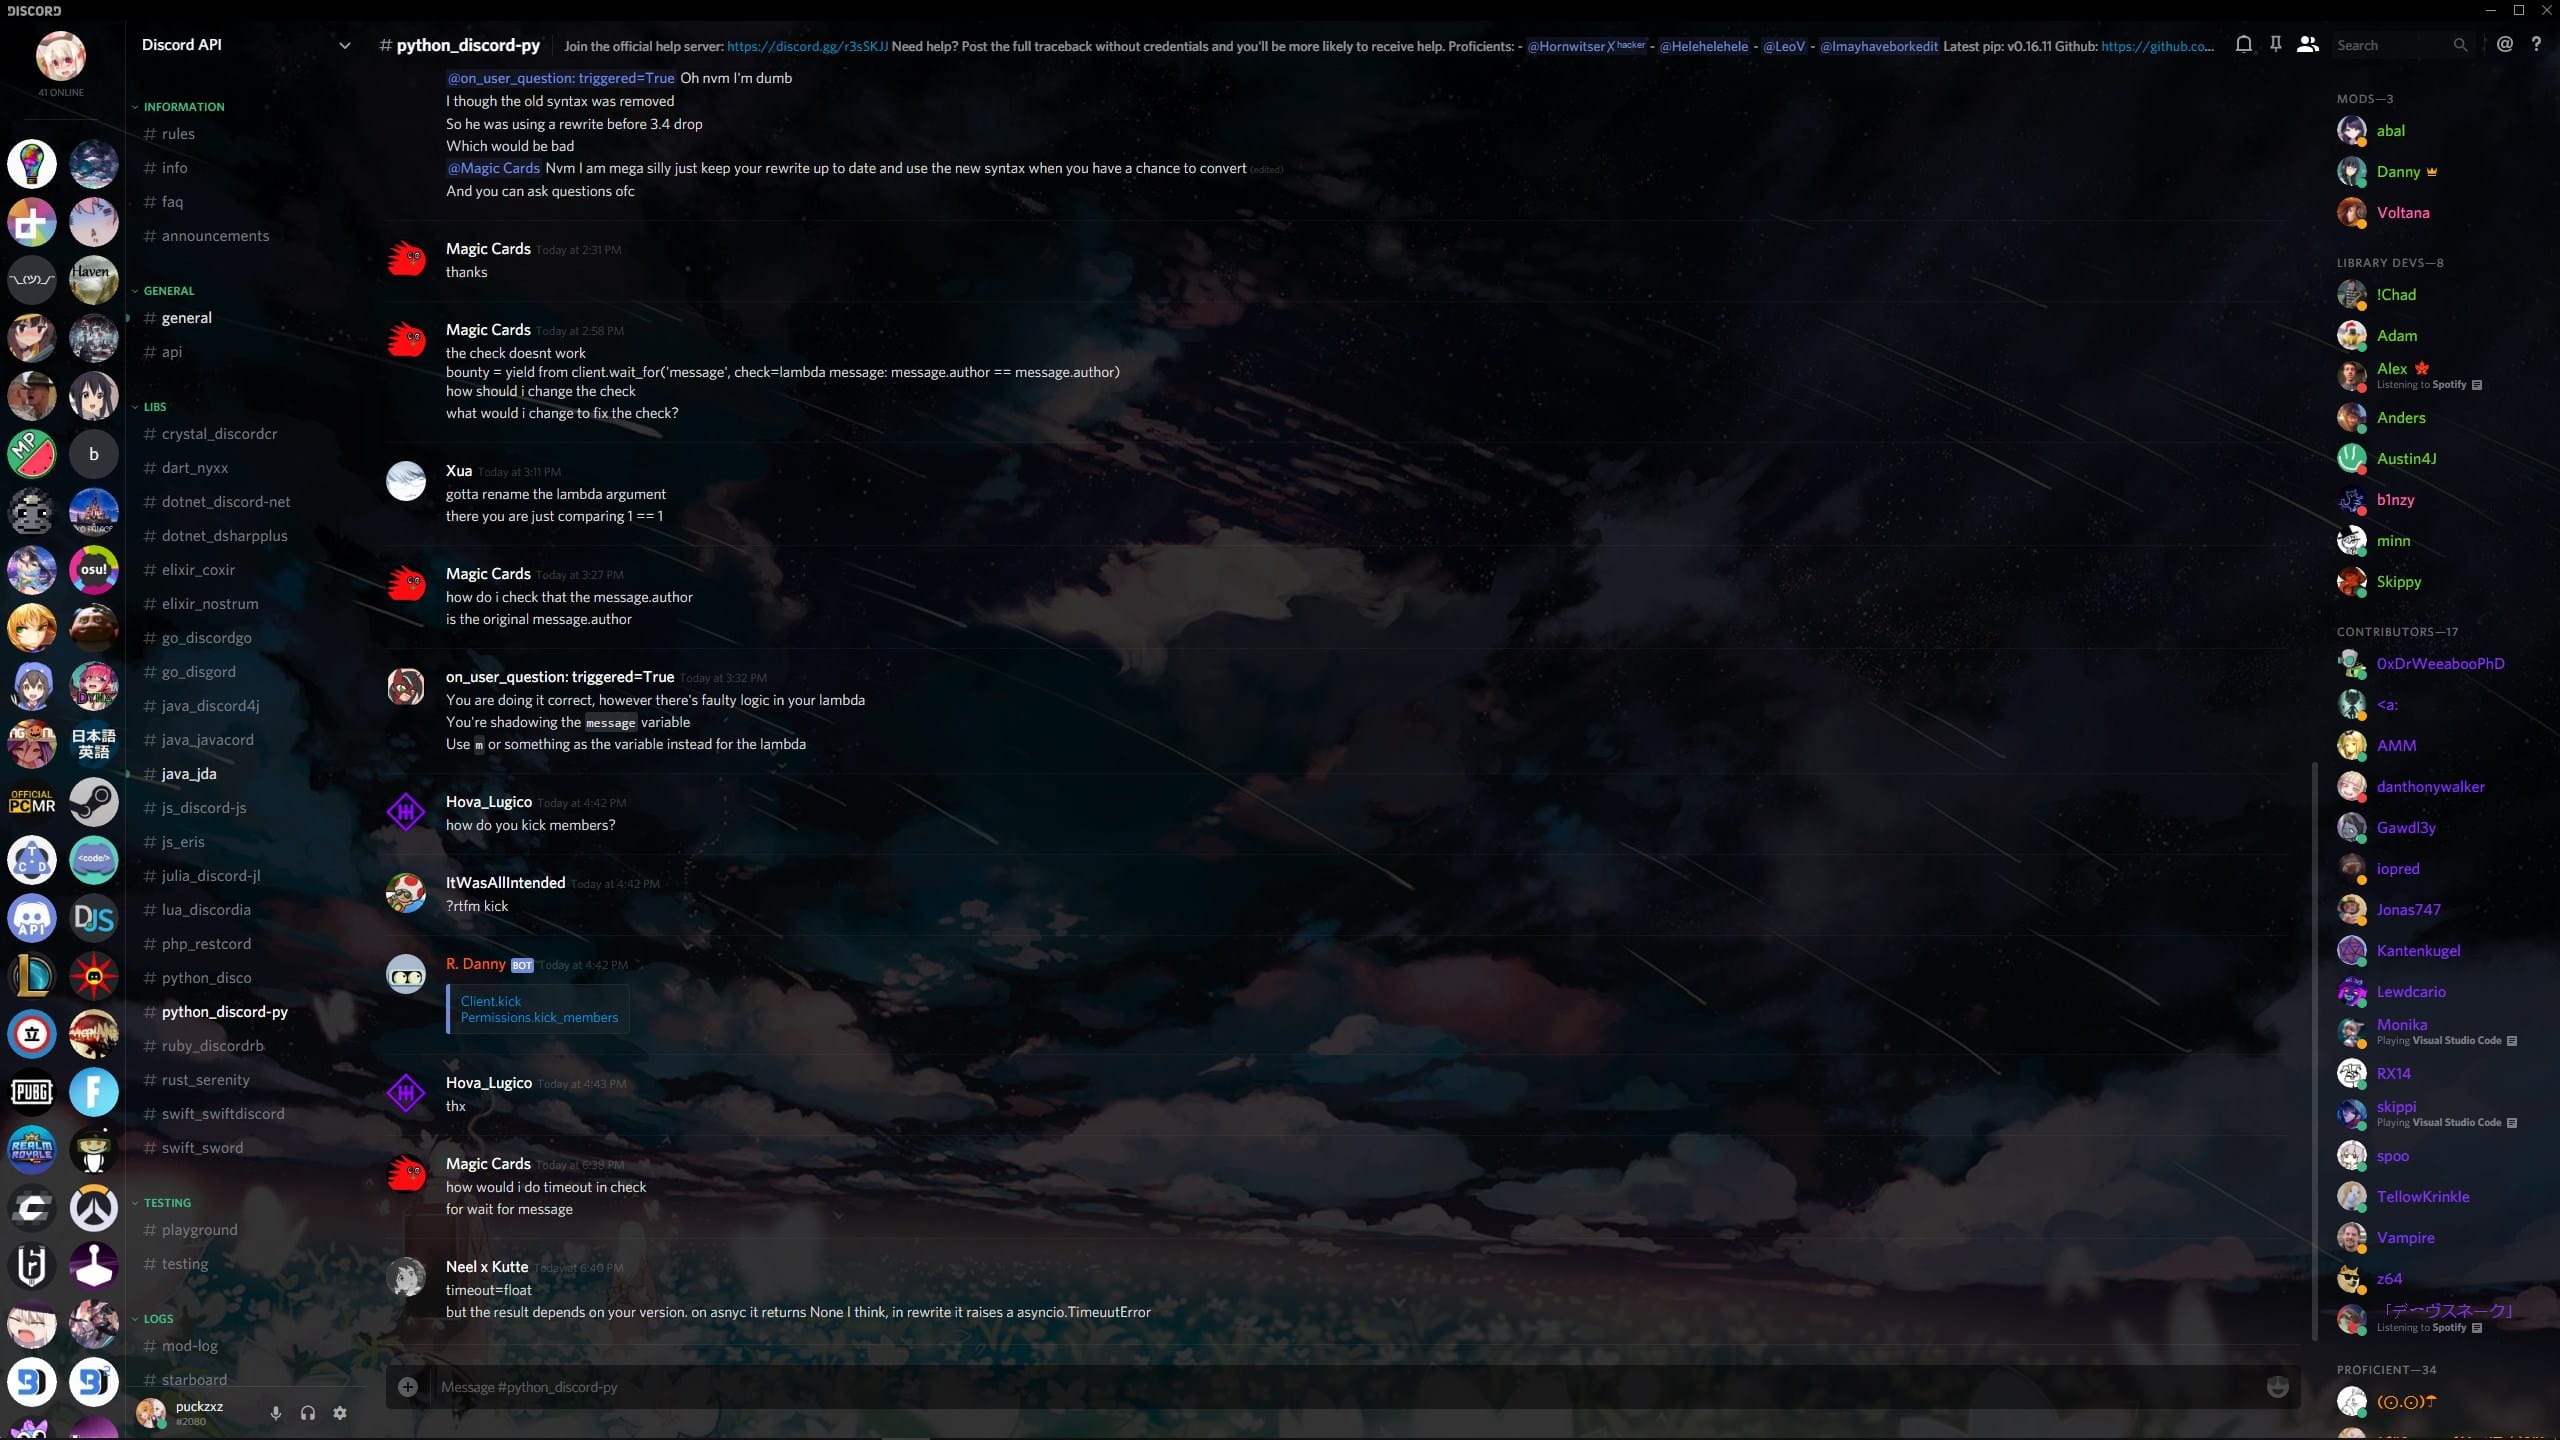 DISCORD
41 ONLINE
\_(ツ)_/
Haven
MP
b
osu!
日本語
英語
OFFICIAL
PCMR
T
C D
<code/>
API
DJS
立
PUBG
F
REALM
ROYALE
Discord API
INFORMATION
# rules
# info
# faq
# announcements
GENERAL
# general
# api
LIBS
# crystal_discordcr
# dart_nyxx
# dotnet_discord-net
# dotnet_dsharpplus
# elixir_coxir
# elixir_nostrum
# go_discordgo
# go_disgord
# java_discord4j
# java_javacord
# java_jda
# js_discord-js
# js_eris
# julia_discord-jl
# lua_discordia
# php_restcord
# python_disco
# python_discord-py
# ruby_discordrb
# rust_serenity
# swift_swiftdiscord
# swift_sword
TESTING
# playground
# testing
LOGS
# mod-log
# starboard
puckzxz
#2080
# python_discord-py
Join the official help server: https://discord.gg/r3sSKJJ Need help? Post the full traceback without credentials and you'll be more likely to receive help. Proficients: - @HornwitserXʰᵃᶜᵏᵉʳ - @Helehelehele - @LeoV - @Imayhaveborkedit Latest pip: v0.16.11 Github: https://github.co...
Search
@ ?
@on_user_question: triggered=True Oh nvm I'm dumb
I though the old syntax was removed
So he was using a rewrite before 3.4 drop
Which would be bad
@Magic Cards Nvm I am mega silly just keep your rewrite up to date and use the new syntax when you have a chance to convert (edited)
And you can ask questions ofc
Magic Cards Today at 2:31 PM
thanks
Magic Cards Today at 2:58 PM
the check doesnt work
bounty = yield from client.wait_for('message', check=lambda message: message.author == message.author)
how should i change the check
what would i change to fix the check?
Xua Today at 3:11 PM
gotta rename the lambda argument
there you are just comparing 1 == 1
Magic Cards Today at 3:27 PM
how do i check that the message.author
is the original message.author
on_user_question: triggered=True Today at 3:32 PM
You are doing it correct, however there's faulty logic in your lambda
You're shadowing the message variable
Use m or something as the variable instead for the lambda
Hova_Lugico Today at 4:42 PM
how do you kick members?
ItWasAllIntended Today at 4:42 PM
?rtfm kick
R. Danny BOT Today at 4:42 PM
Client.kick
Permissions.kick_members
Hova_Lugico Today at 4:43 PM
thx
Magic Cards Today at 6:38 PM
how would i do timeout in check
for wait for message
Neel x Kutte Today at 6:40 PM
timeout=float
but the result depends on your version. on asnyc it returns None I think, in rewrite it raises a asyncio.TimeuutError
Message #python_discord-py
MODS—3
abal
Danny
Voltana
LIBRARY DEVS—8
!Chad
Adam
Alex
Listening to Spotify
Anders
Austin4J
b1nzy
minn
Skippy
CONTRIBUTORS—17
0xDrWeeabooPhD
<a:
AMM
danthonywalker
Gawdl3y
iopred
Jonas747
Kantenkugel
Lewdcario
Monika
Playing Visual Studio Code
RX14
skippi
Playing Visual Studio Code
spoo
TellowKrinkle
Vampire
z64
「デーヴスネーク」
Listening to Spotify
PROFICIENT—34
(⊙.⊙)☂